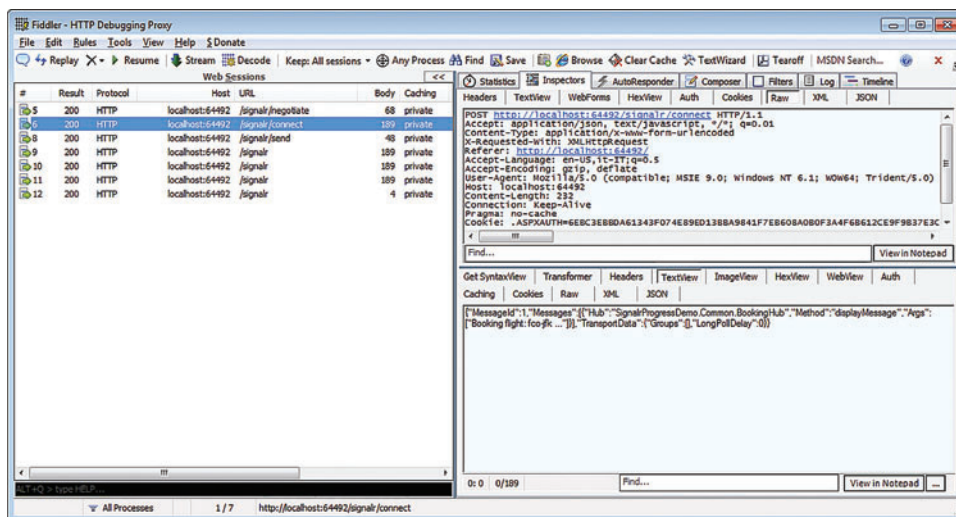 Fiddler - HTTP Debugging Proxy
File Edit Rules Tools View Help $ Donate
Replay Resume Stream Decode Keep: All sessions Any Process Find Save Browse Clear Cache TextWizard Tearoff MSDN Search...
Web Sessions <<
# Result Protocol Host URL Body Caching
5 200 HTTP localhost:64492 /signalr/negotiate 68 private
6 200 HTTP localhost:64492 /signalr/connect 189 private
8 200 HTTP localhost:64492 /signalr/send 48 private
9 200 HTTP localhost:64492 /signalr 189 private
10 200 HTTP localhost:64492 /signalr 189 private
11 200 HTTP localhost:64492 /signalr 189 private
12 200 HTTP localhost:64492 /signalr 4 private
ALT+Q > type HELP...
All Processes 1 / 7 http://localhost:64492/signalr/connect
Statistics Inspectors AutoResponder Composer Filters Log Timeline
Headers TextView WebForms HexView Auth Cookies Raw XML JSON
POST http://localhost:64492/signalr/connect HTTP/1.1
Accept: application/json, text/javascript, */*; q=0.01
Content-Type: application/x-www-form-urlencoded
X-Requested-With: XMLHttpRequest
Referer: http://localhost:64492/
Accept-Language: en-US,it-IT;q=0.5
Accept-Encoding: gzip, deflate
User-Agent: Mozilla/5.0 (compatible; MSIE 9.0; Windows NT 6.1; WOW64; Trident/5.0)
Host: localhost:64492
Content-Length: 232
Connection: Keep-Alive
Pragma: no-cache
Cookie:
Find... View in Notepad
Get SyntaxView Transformer Headers TextView ImageView HexView WebView Auth
Caching Cookies Raw XML JSON
{"MessageId":1,"Messages":[{"Hub":"SignalrProgressDemo.Common.BookingHub","Method":"displayMessage","Args":
["Booking flight: fco-jfk ..."]}],"TransportData":{"Groups":[],"LongPollDelay":0}}
0: 0 0/189 Find... View in Notepad ...